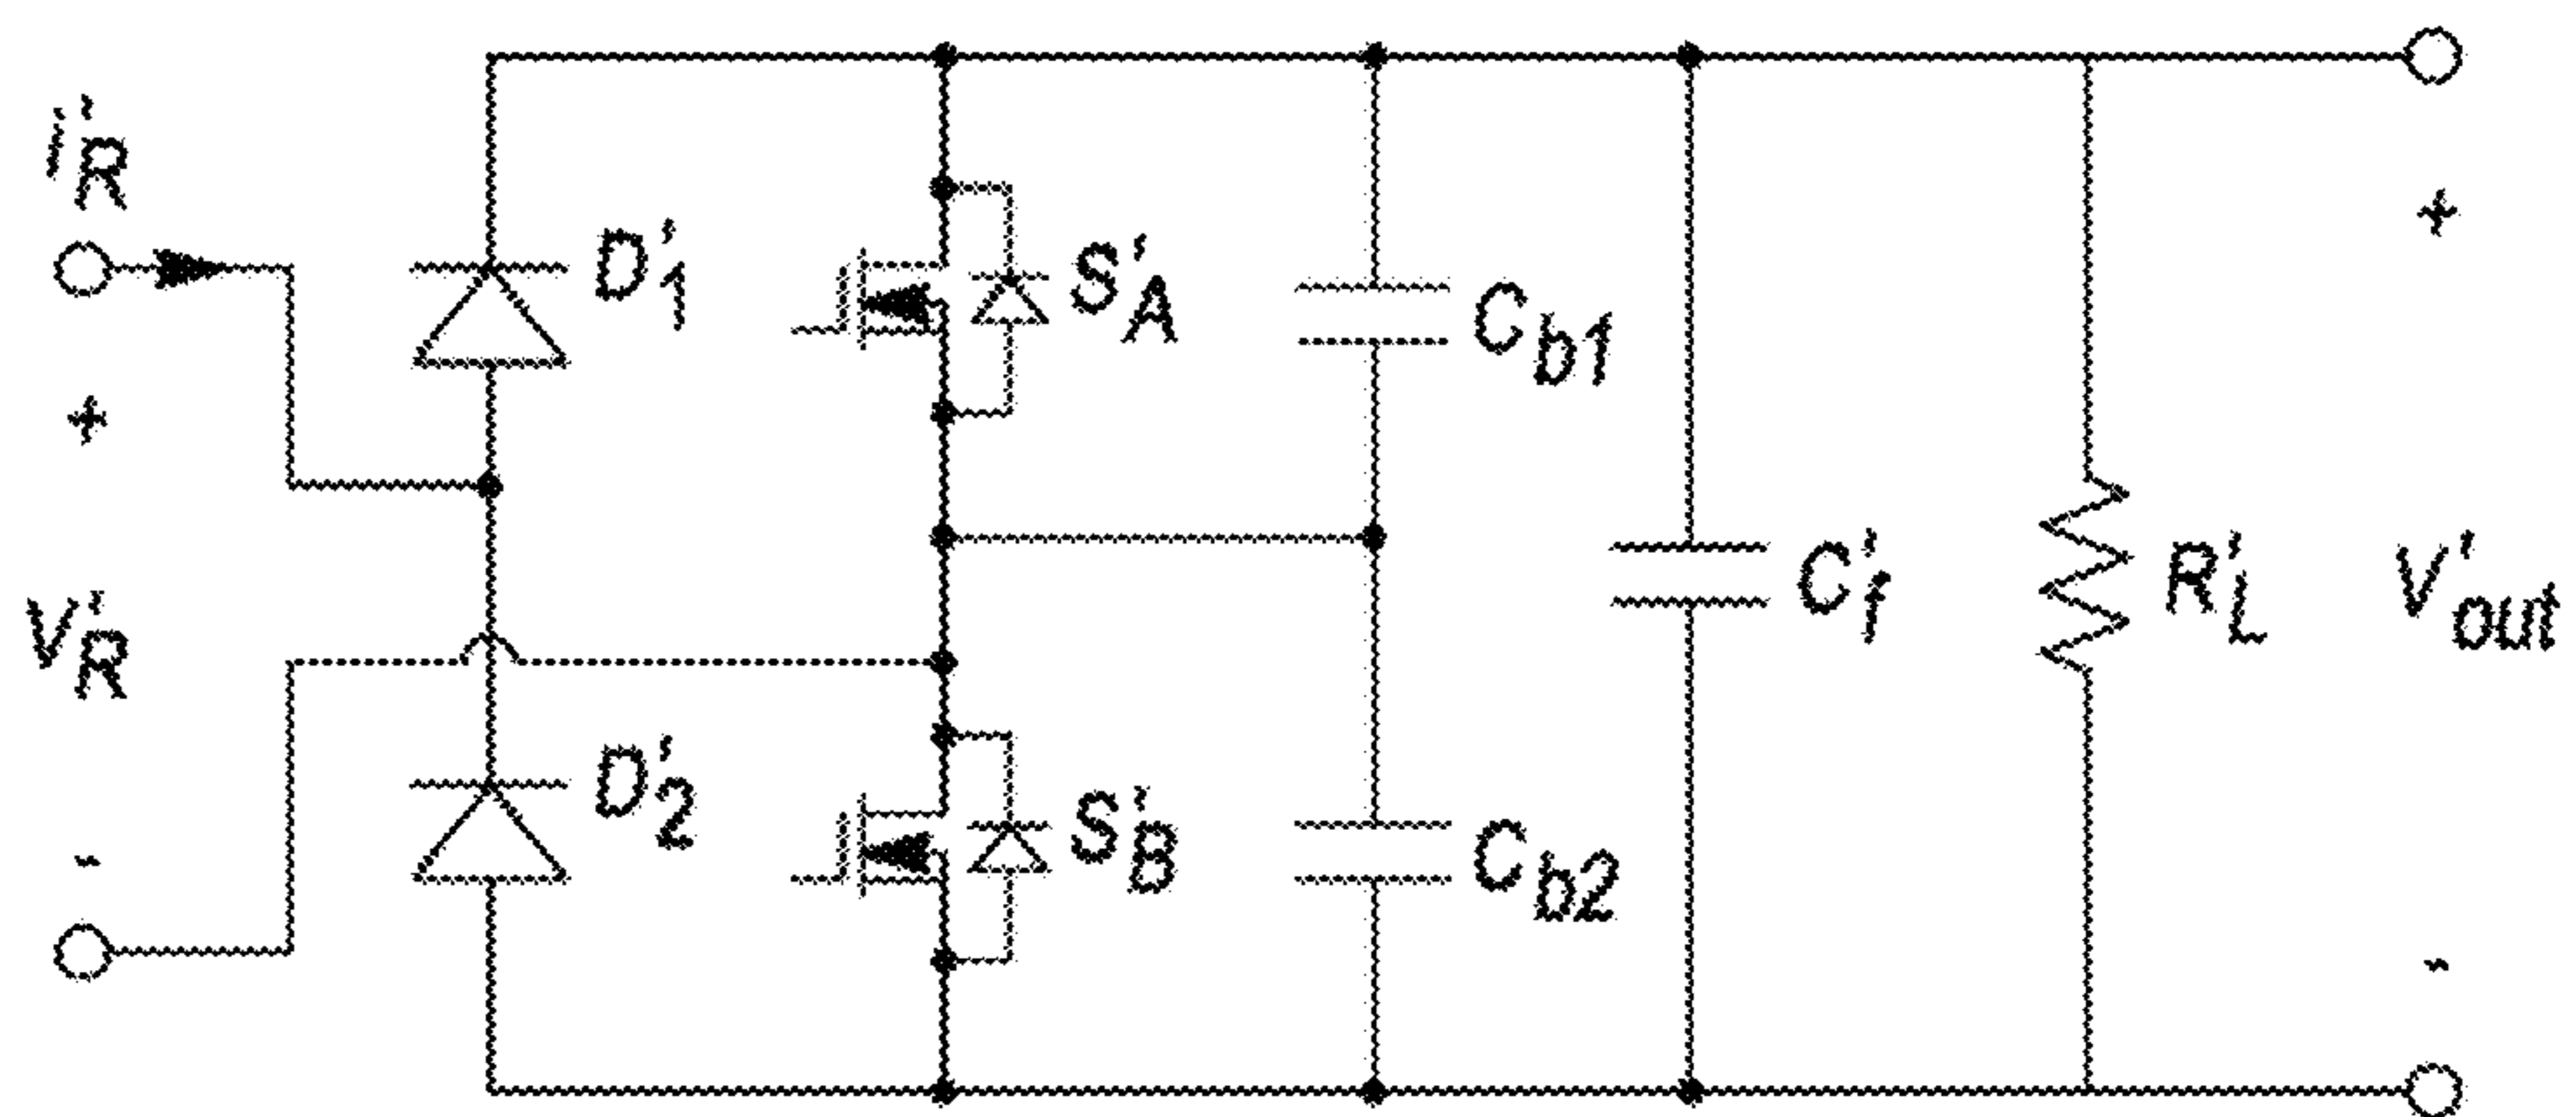 i'R
+
V'R
-
D'1
D'2
S'A
S'B
Cb1
Cb2
C'f
R'L
+
V'out
-